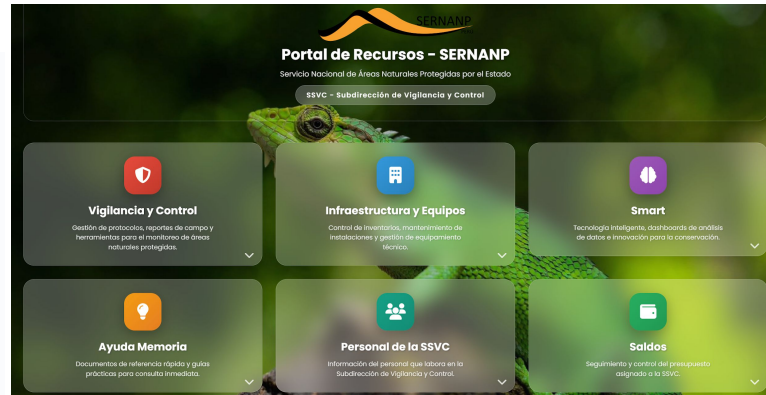 SERNANP
Portal de Recursos - SERNANP
Servicio Nacional de Áreas Naturales Protegidas por el Estado
SSVC - Subdirección de Vigilancia y Control
Vigilancia y Control
Gestión de protocolos, reportes de campo y
herramientas para el monitoreo de áreas
naturales protegidas.
Infraestructura y Equipos
Control de inventarios, mantenimiento de
instalaciones y gestión de equipamiento
técnico.
Smart
Tecnología inteligente, dashboards de análisis
de datos e innovación para la conservación.
Ayuda Memoria
Documentos de referencia rápida y guías
prácticas para consulta inmediata.
Personal de la SSVC
Información del personal que labora en la
Subdirección de Vigilancia y Control.
Saldos
Seguimiento y control del presupuesto
asignado a la SSVC.